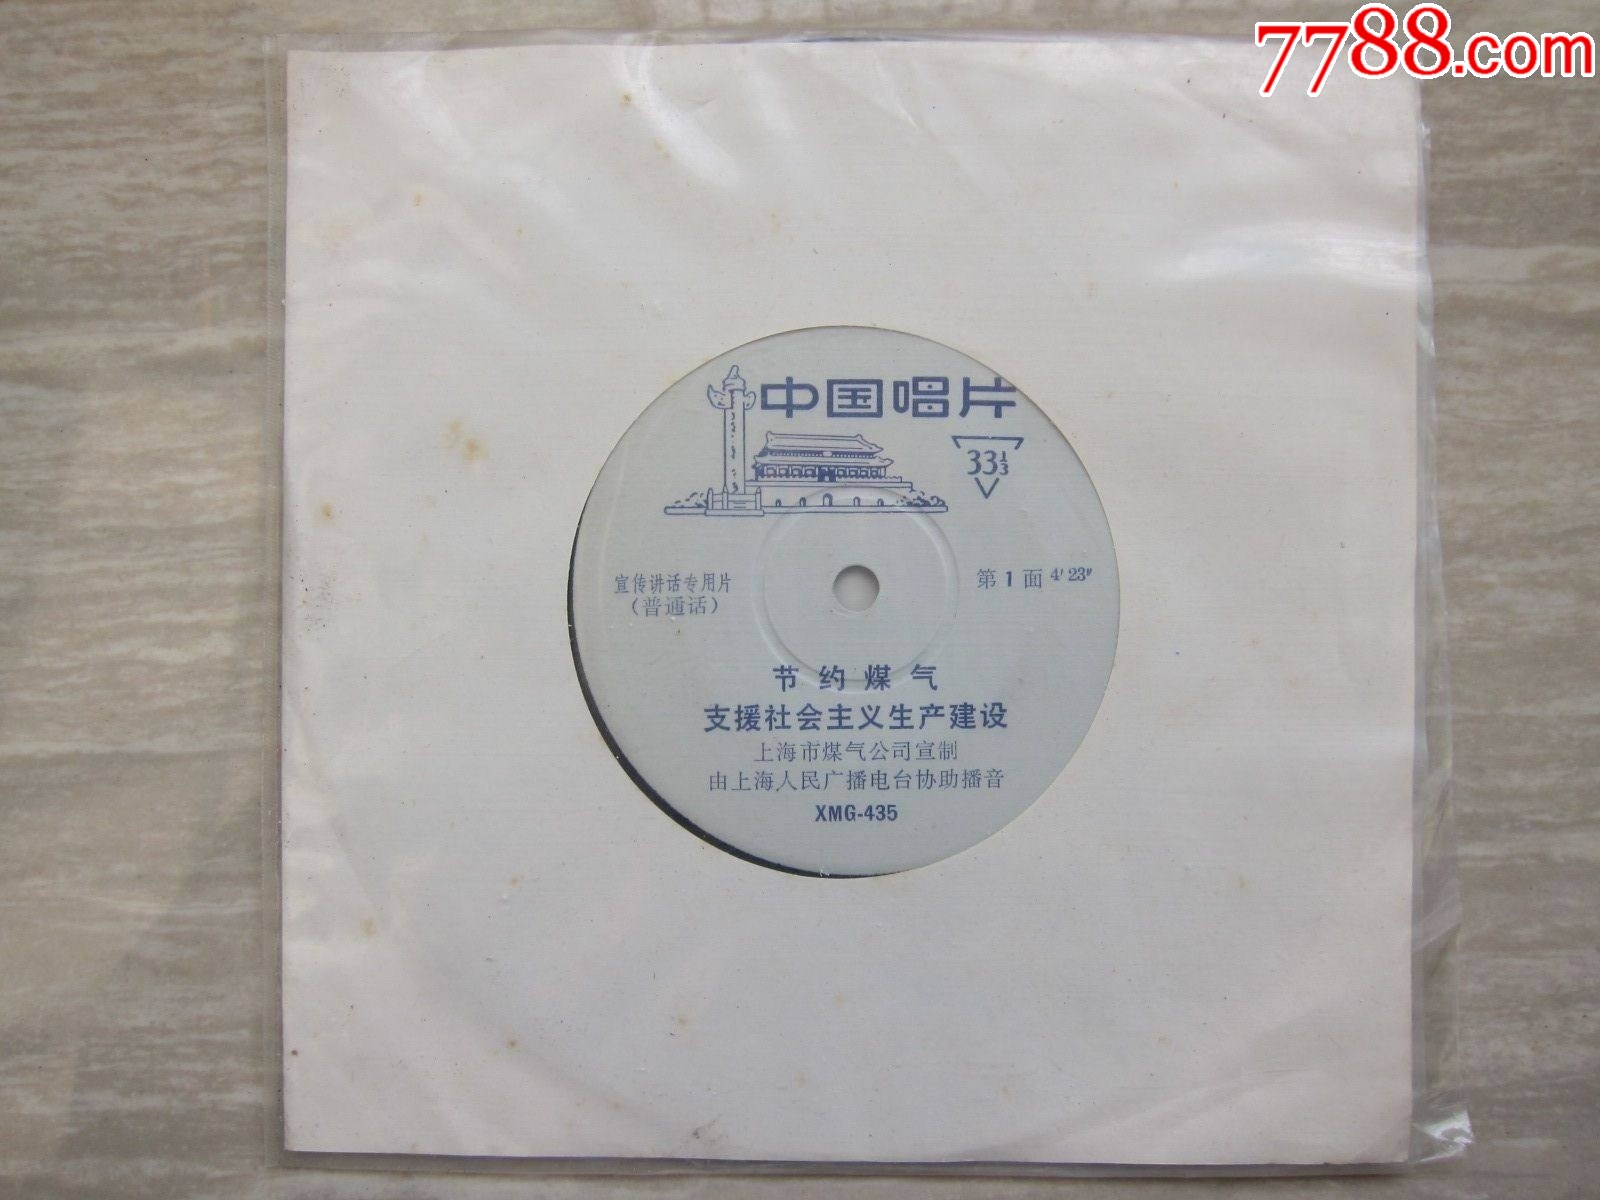 7788.com
中国唱片
33⅓
宣传讲话专用片
(普通话)
第1面 4′23″
节约煤气
支援社会主义生产建设
上海市煤气公司宣制
由上海人民广播电台协助播音
XMG-435